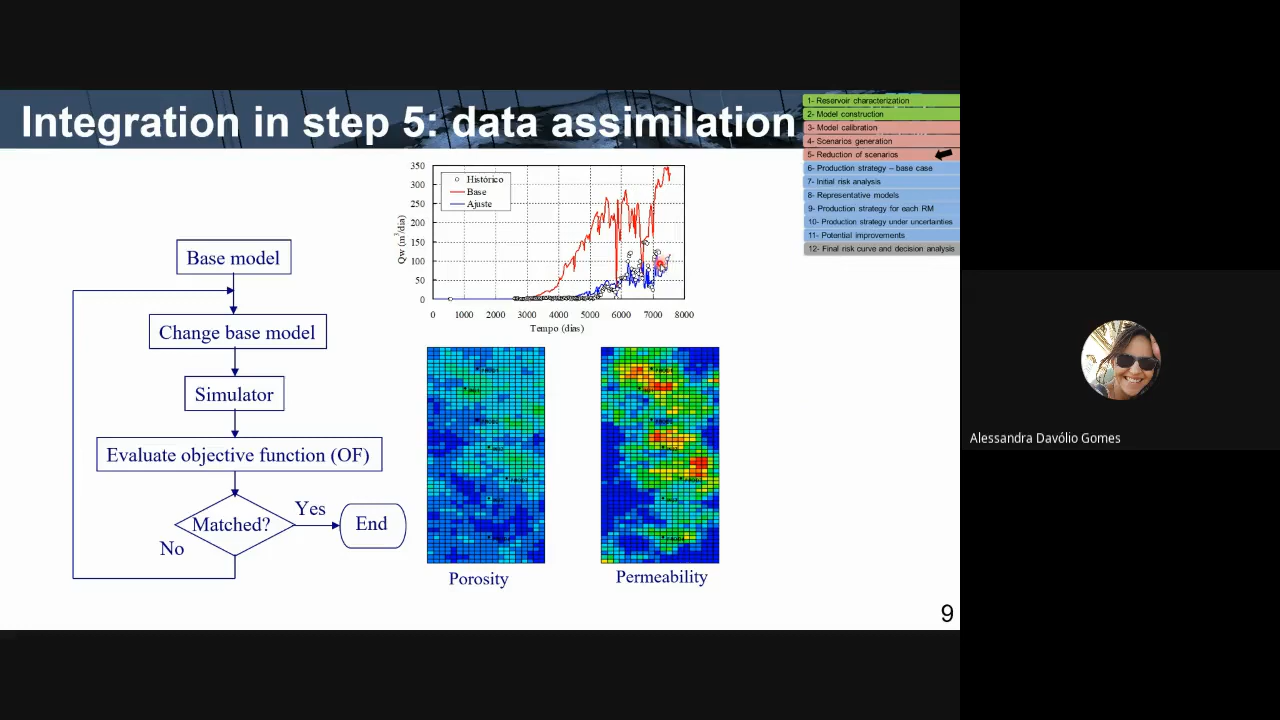 Integration in step 5: data assimilation
1- Reservoir characterization
2- Model construction
3- Model calibration
4- Scenarios generation
5- Reduction of scenarios
6- Production strategy – base case
7- Initial risk analysis
8- Representative models
9- Production strategy for each RM
10- Production strategy under uncertainties
11- Potential improvements
12- Final risk curve and decision analysis
Base model
Change base model
Simulator
Evaluate objective function (OF)
Matched?
Yes
End
No
350
300
250
200
150
100
50
0
Qw (m³/dia)
Histórico
Base
Ajuste
0 1000 2000 3000 4000 5000 6000 7000 8000
Tempo (dias)
Porosity
Permeability
9
Alessandra Davólio Gomes